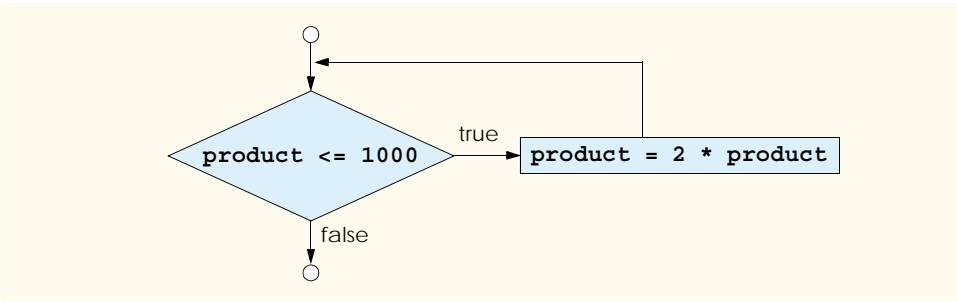 product <= 1000
true
product = 2 * product
false